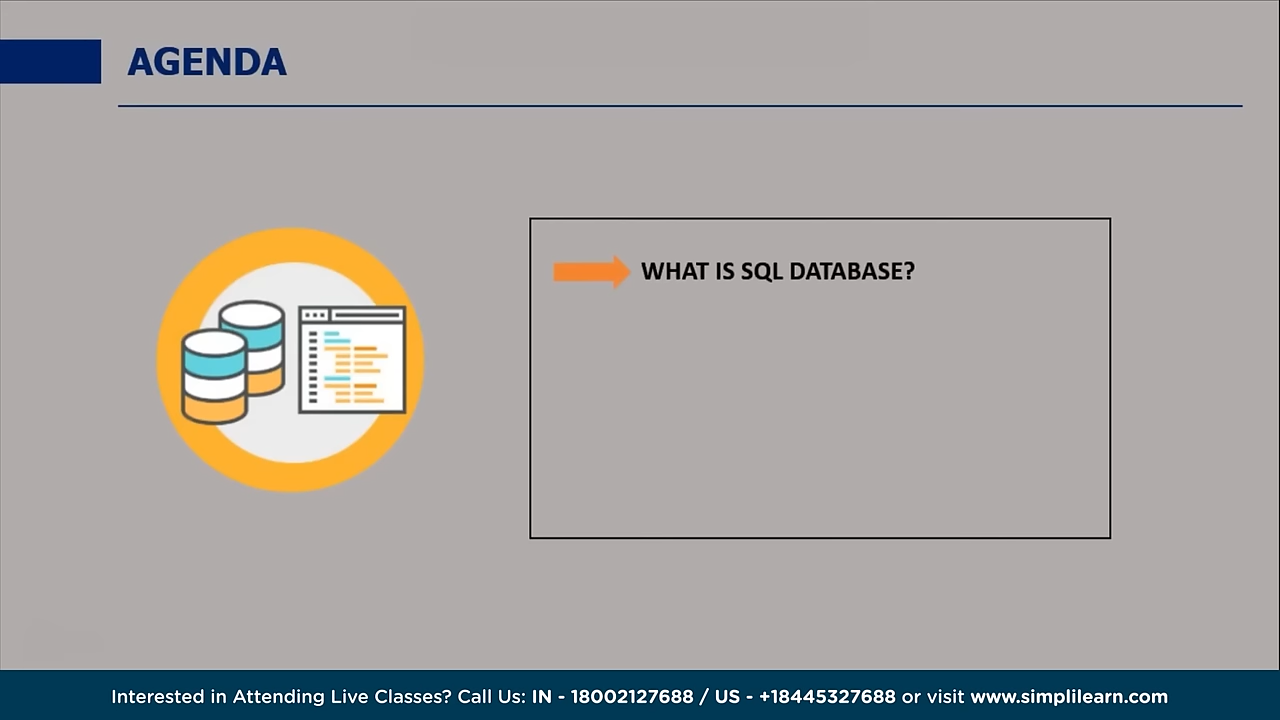 AGENDA
WHAT IS SQL DATABASE?
Interested in Attending Live Classes? Call Us: IN - 18002127688 / US - +18445327688 or visit www.simplilearn.com